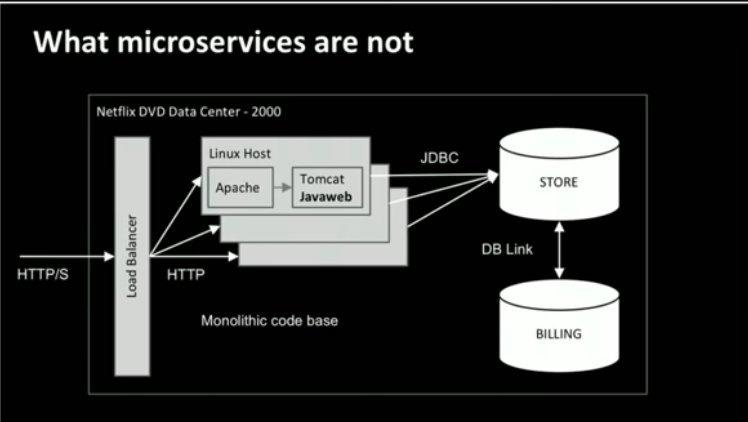 What microservices are not
Netflix DVD Data Center - 2000
Linux Host
Apache
Tomcat
Javaweb
JDBC
STORE
Load Balancer
HTTP/S
HTTP
DB Link
Monolithic code base
BILLING